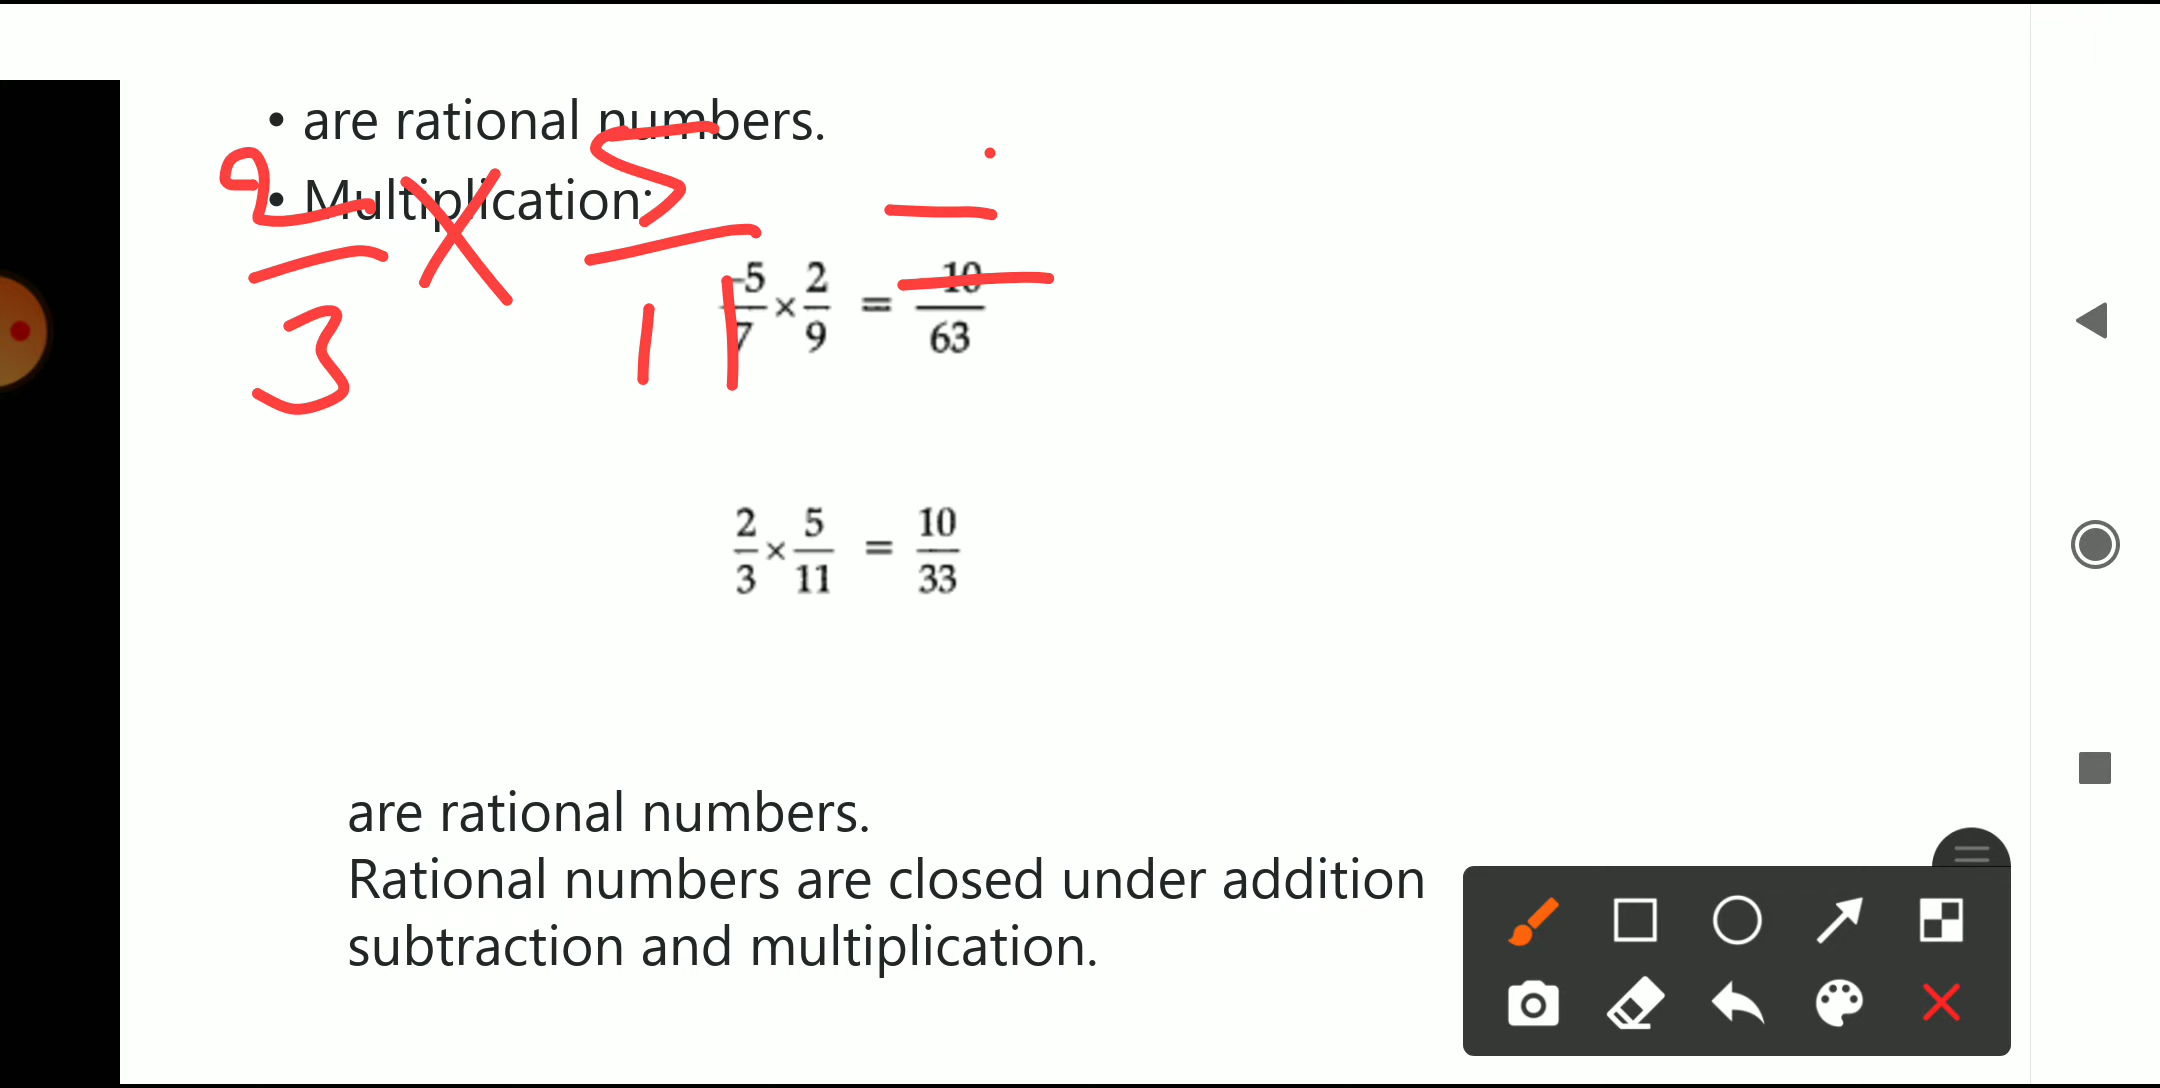 • are rational numbers.
• Multiplication:
2/3 × 5/11 =
-5/7 × 2/9 = -10/63
2/3 × 5/11 = 10/33
are rational numbers.
Rational numbers are closed under addition
subtraction and multiplication.